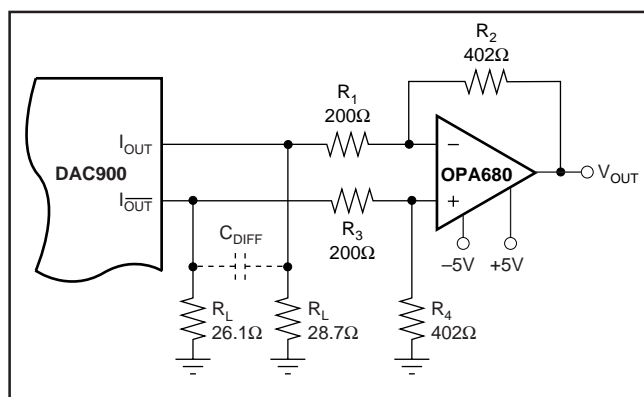 R2
402Ω
R1
200Ω
IOUT
DAC900
OPA680
−
+
VOUT
IOUT
R3
200Ω
CDIFF
–5V
+5V
RL
26.1Ω
RL
28.7Ω
R4
402Ω